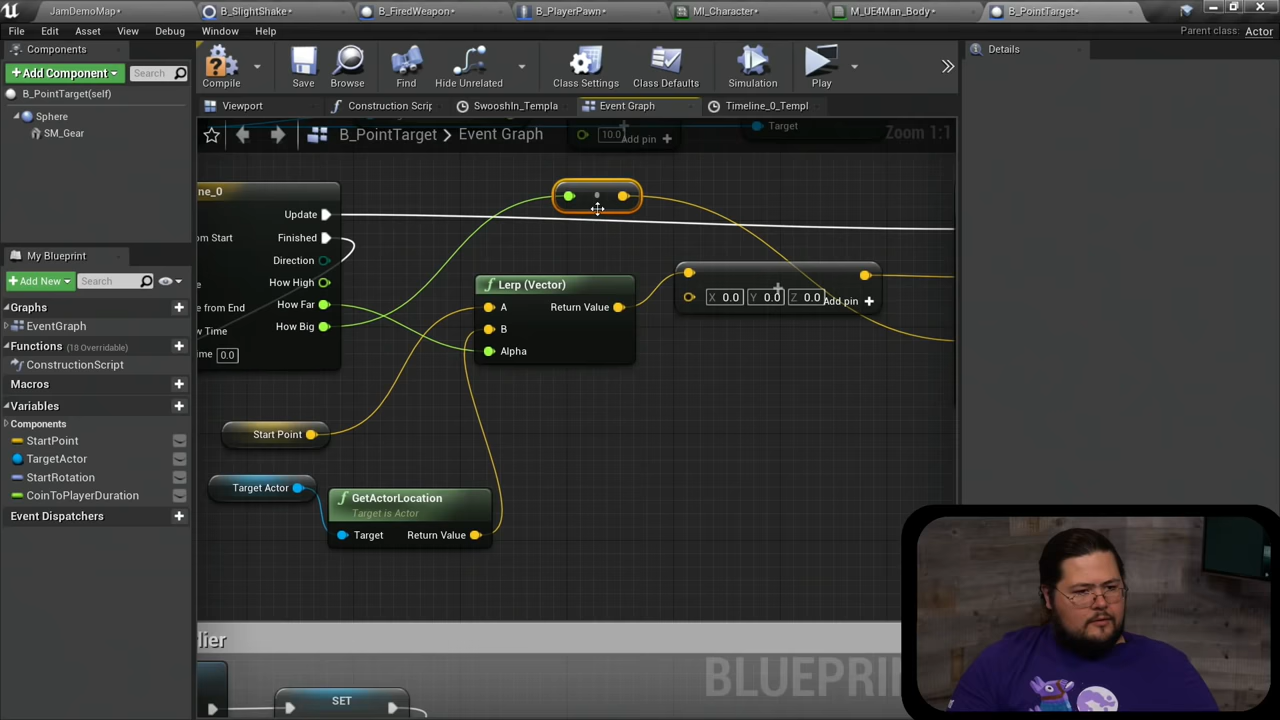 JamDemoMap*
B_SlightShake*
B_FiredWeapon*
B_PlayerPawn*
MI_Character*
M_UE4Man_Body*
B_PointTarget*
File
Edit
Asset
View
Debug
Window
Help
Parent class: Actor
Components
Details
+Add Component
Search
Compile
Save
Browse
Find
Hide Unrelated
Class Settings
Class Defaults
Simulation
Play
B_PointTarget(self)
Viewport
Construction Scrip
SwooshIn_Templa
Event Graph
Timeline_0_Templ
Sphere
SM_Gear
B_PointTarget > Event Graph
10.0
Add pin +
Target
Zoom 1:1
ne_0
Update
om Start
Finished
Direction
How High
e from End
How Far
w Time
How Big
me
0.0
My Blueprint
+Add New
Search
Graphs
EventGraph
Functions (18 Overridable)
ConstructionScript
Macros
Variables
Components
StartPoint
TargetActor
StartRotation
CoinToPlayerDuration
Event Dispatchers
Lerp (Vector)
A
Return Value
B
Alpha
X 0.0 Y 0.0 Z 0.0 Add pin +
Start Point
Target Actor
GetActorLocation
Target is Actor
Target
Return Value
lier
SET